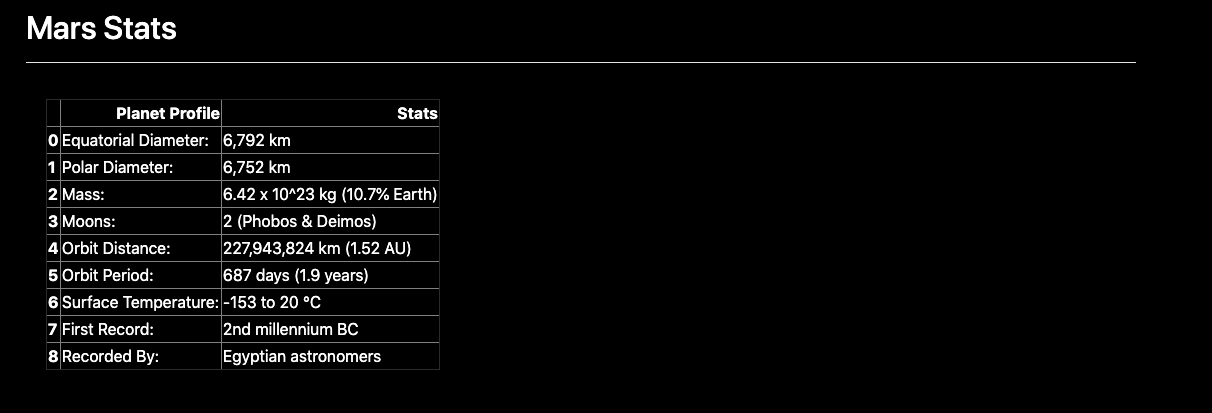 Mars Stats
Planet Profile Stats
0 Equatorial Diameter: 6,792 km
1 Polar Diameter: 6,752 km
2 Mass: 6.42 x 10^23 kg (10.7% Earth)
3 Moons: 2 (Phobos & Deimos)
4 Orbit Distance: 227,943,824 km (1.52 AU)
5 Orbit Period: 687 days (1.9 years)
6 Surface Temperature: -153 to 20 °C
7 First Record: 2nd millennium BC
8 Recorded By: Egyptian astronomers